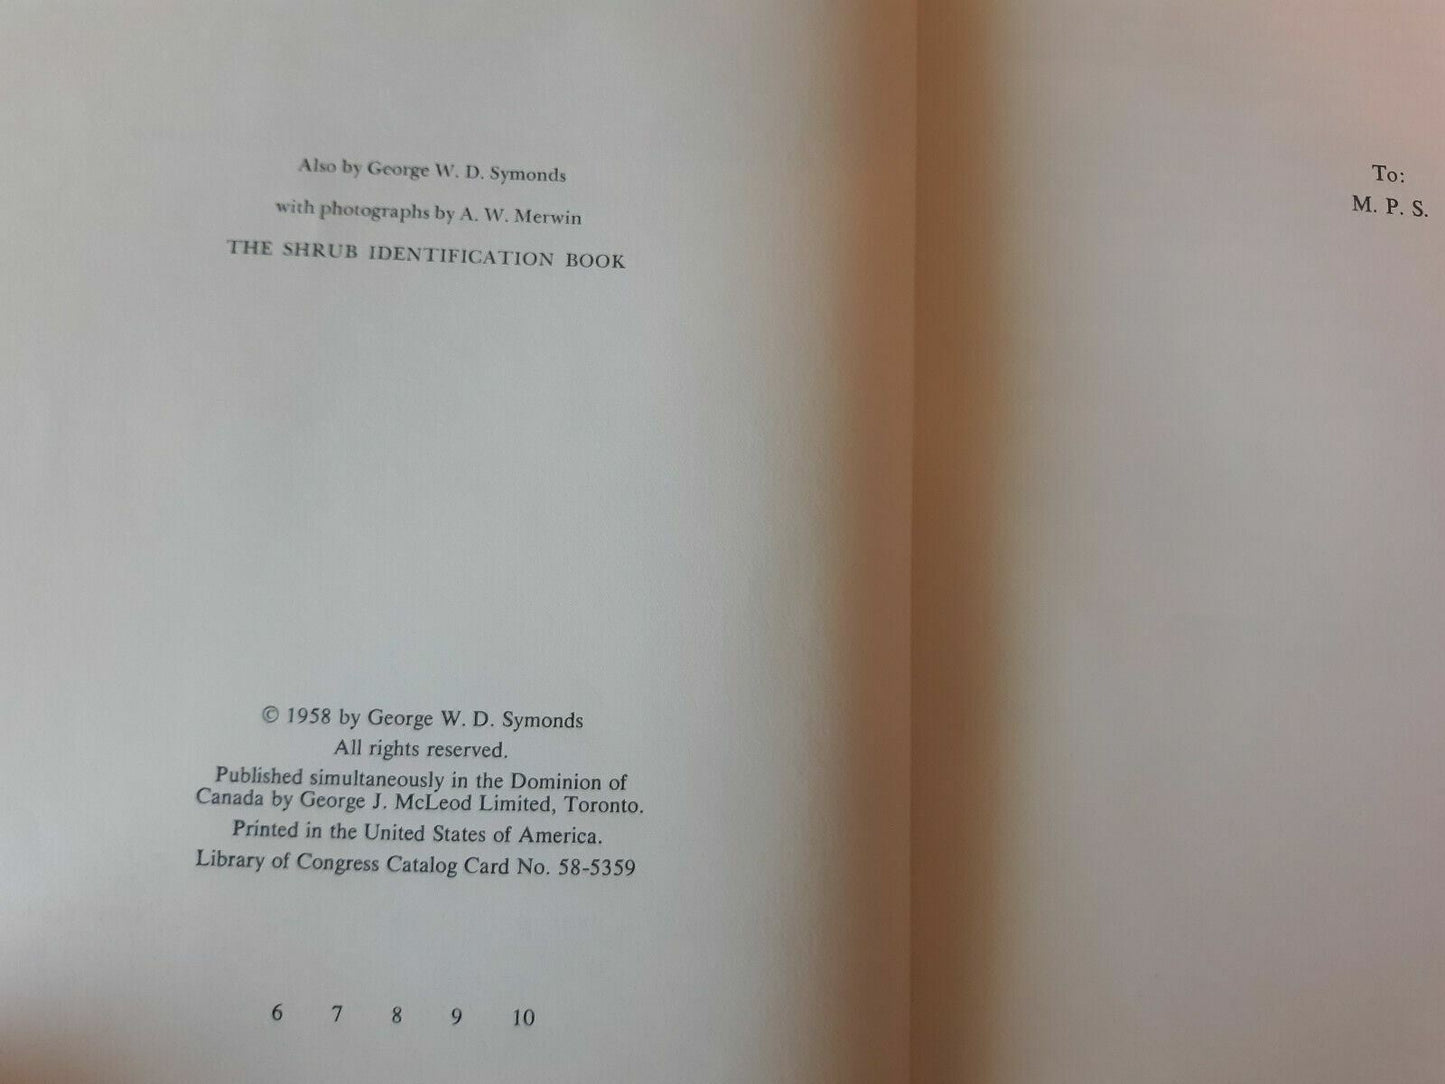 Also by George W. D. Symonds
with photographs by A. W. Merwin
THE SHRUB IDENTIFICATION BOOK
© 1958 by George W. D. Symonds
All rights reserved.
Published simultaneously in the Dominion of
Canada by George J. McLeod Limited, Toronto.
Printed in the United States of America.
Library of Congress Catalog Card No. 58-5359
6 7 8 9 10
To:
M. P. S.